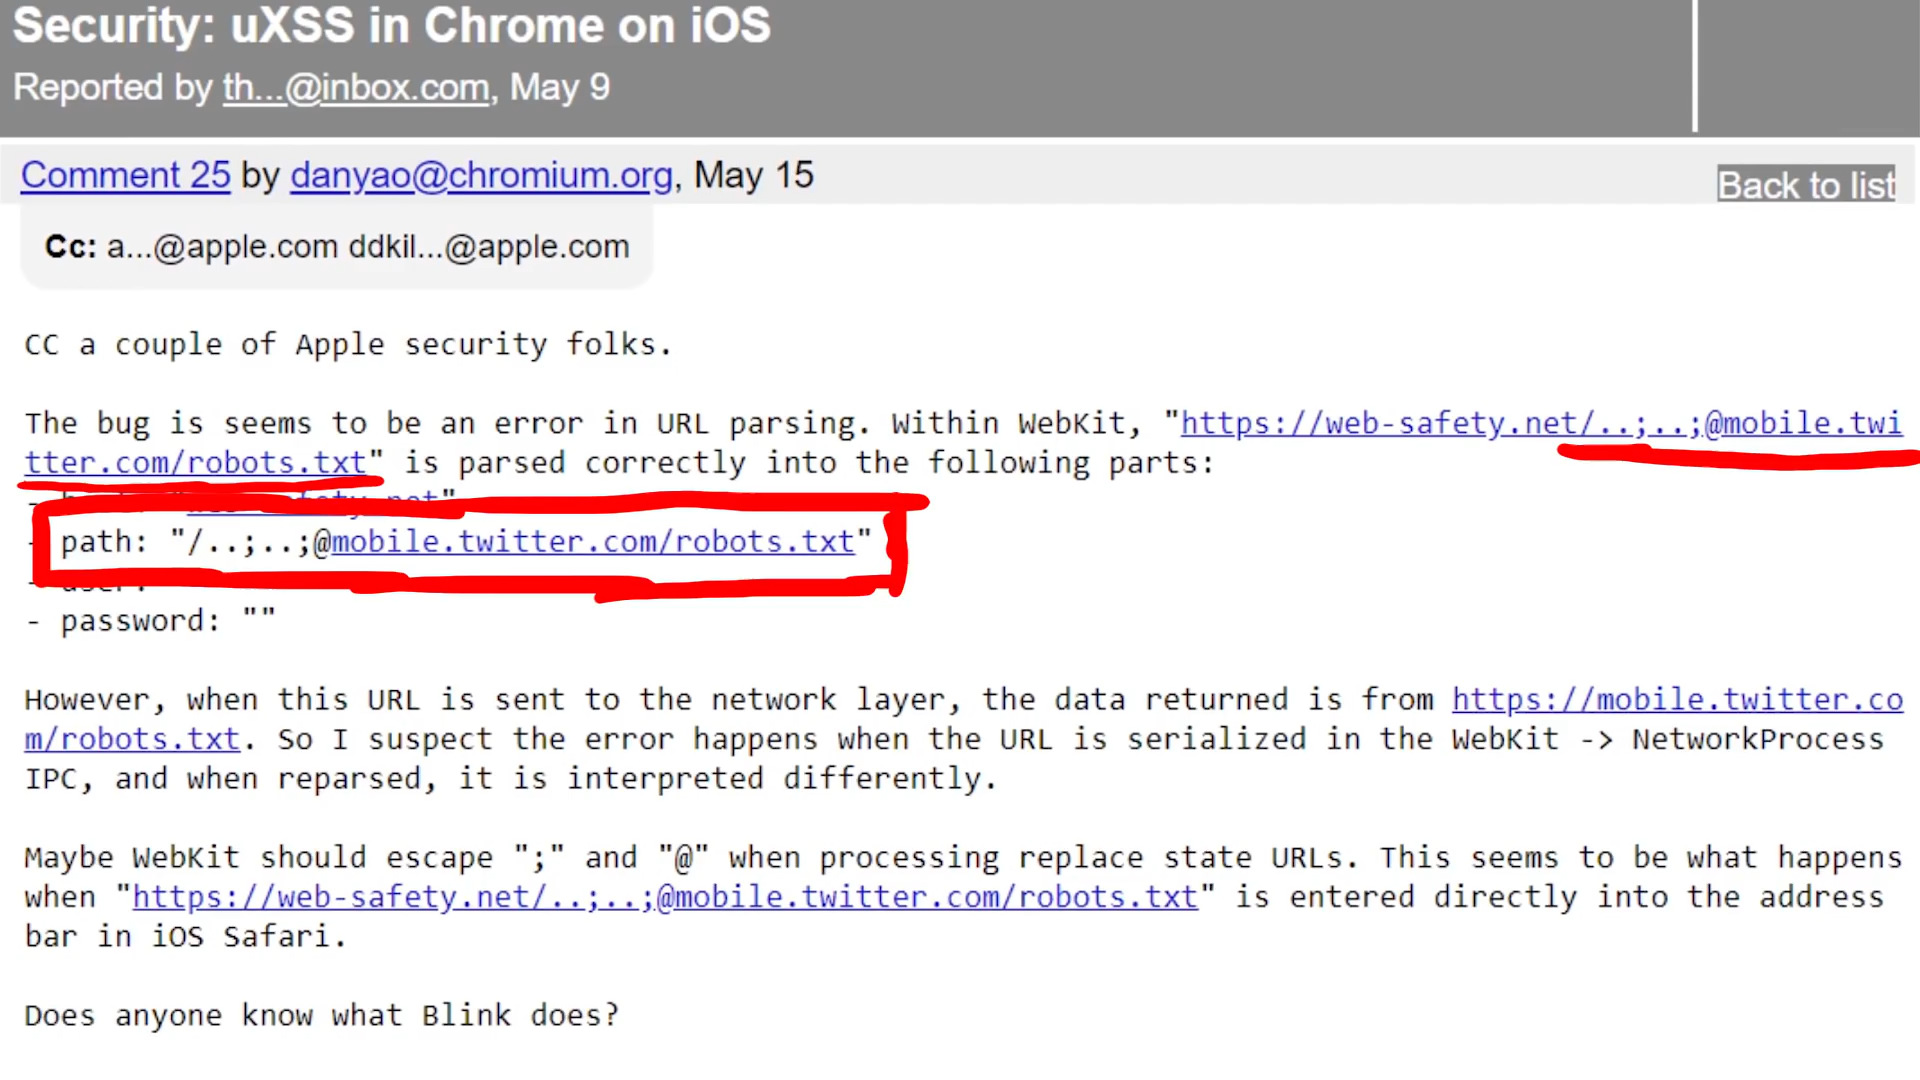 Security: uXSS in Chrome on iOS
Reported by th...@inbox.com, May 9
Comment 25 by danyao@chromium.org, May 15
Back to list
Cc: a...@apple.com ddkil...@apple.com
CC a couple of Apple security folks.
The bug is seems to be an error in URL parsing. Within WebKit, "https://web-safety.net/..;..;@mobile.twi
tter.com/robots.txt" is parsed correctly into the following parts:
- path: "/..;..;@mobile.twitter.com/robots.txt"
- password: ""
However, when this URL is sent to the network layer, the data returned is from https://mobile.twitter.co
m/robots.txt. So I suspect the error happens when the URL is serialized in the WebKit -> NetworkProcess
IPC, and when reparsed, it is interpreted differently.
Maybe WebKit should escape ";" and "@" when processing replace state URLs. This seems to be what happens
when "https://web-safety.net/..;..;@mobile.twitter.com/robots.txt" is entered directly into the address
bar in iOS Safari.
Does anyone know what Blink does?